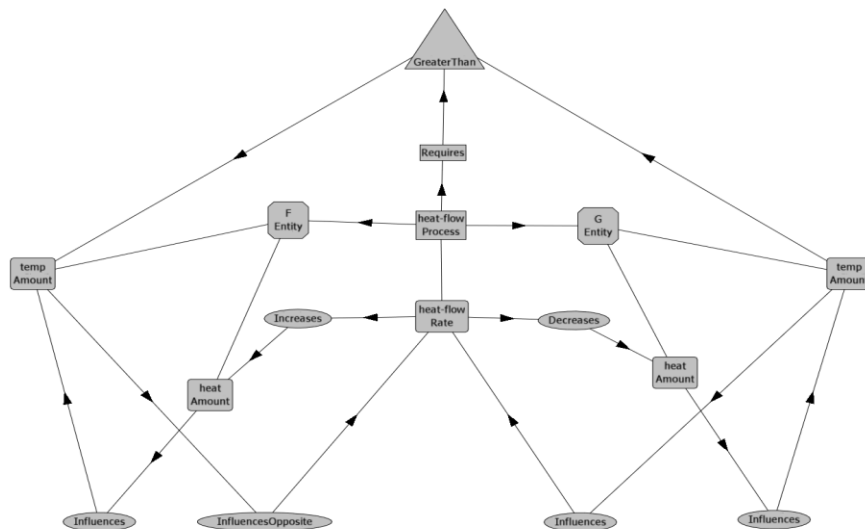 GreaterThan
Requires
F
Entity
heat-flow
Process
G
Entity
temp
Amount
temp
Amount
Increases
heat-flow
Rate
Decreases
heat
Amount
heat
Amount
Influences
InfluencesOpposite
Influences
Influences